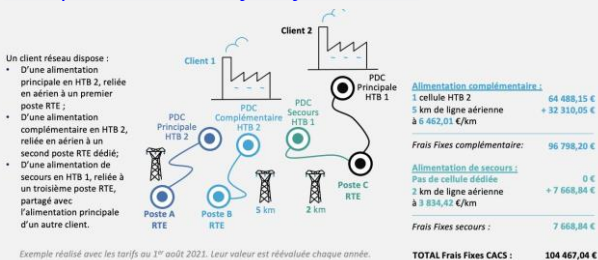 Un client réseau dispose :
• D'une alimentation
principale en HTB 2, reliée
en aérien à un premier
poste RTE ;
• D'une alimentation
complémentaire en HTB 2,
reliée en aérien à un
second poste RTE dédié;
• D'une alimentation de
secours en HTB 1, reliée à
un troisième poste RTE,
partagé avec
l'alimentation principale
d'un autre client.
Client 1
Client 2
PDC
Principale
HTB 2
PDC
Complémentaire
HTB 2
PDC
Secours
HTB 1
PDC
Principale
HTB 1
Poste A
RTE
Poste B
RTE
5 km
2 km
Poste C
RTE
Alimentation complémentaire :
1 cellule HTB 2 64 488,15 €
5 km de ligne aérienne + 32 310,05 €
à 6 462,01 €/km
Frais Fixes complémentaire: 96 798,20 €
Alimentation de secours :
Pas de cellule dédiée 0 €
2 km de ligne aérienne + 7 668,84 €
à 3 834,42 €/km
Frais Fixes secours : 7 668,84 €
TOTAL Frais Fixes CACS : 104 467,04 €
Exemple réalisé avec les tarifs au 1er août 2021. Leur valeur est réévaluée chaque année.